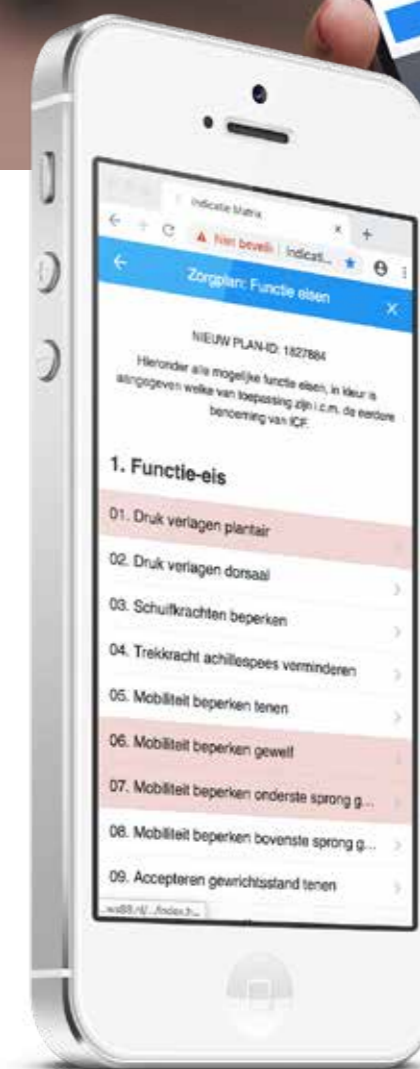 Indicatie Matrix
Niet beveili Indicati...
Zorgplan: Functie eisen
NIEUW PLAN-ID: 1827884
Hieronder alle mogelijke functie eisen, in kleur is
aangegeven welke van toepassing zijn i.c.m. de eerdere
benoeming van ICF.
1. Functie-eis
01. Druk verlagen plantair
02. Druk verlagen dorsaal
03. Schuifkrachten beperken
04. Trekkracht achillespees verminderen
05. Mobiliteit beperken tenen
06. Mobiliteit beperken gewelf
07. Mobiliteit beperken onderste sprong g...
08. Mobiliteit beperken bovenste sprong g...
09. Accepteren gewrichtsstand tenen